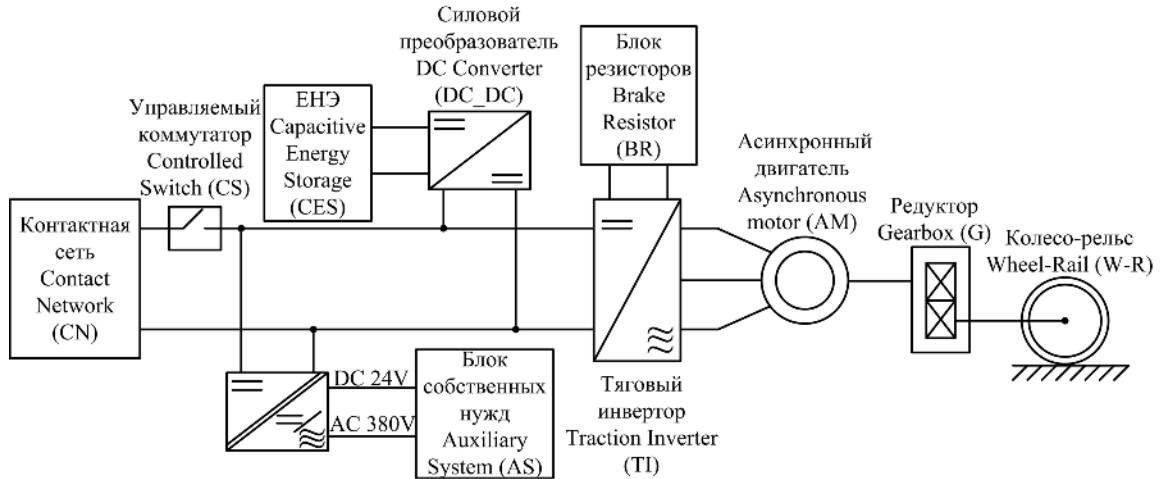 Силовой
преобразователь
DC Converter
(DC_DC)
Блок
резисторов
Brake
Resistor
(BR)
ЕНЭ
Capacitive
Energy
Storage
(CES)
Управляемый
коммутатор
Controlled
Switch (CS)
Асинхронный
двигатель
Asynchronous
motor (AM)
Редуктор
Gearbox (G)
Колесо-рельс
Wheel-Rail (W-R)
Контактная
сеть
Contact
Network
(CN)
DC 24V
AC 380V
Блок
собственных
нужд
Auxiliary
System (AS)
Тяговый
инвертор
Traction Inverter
(TI)